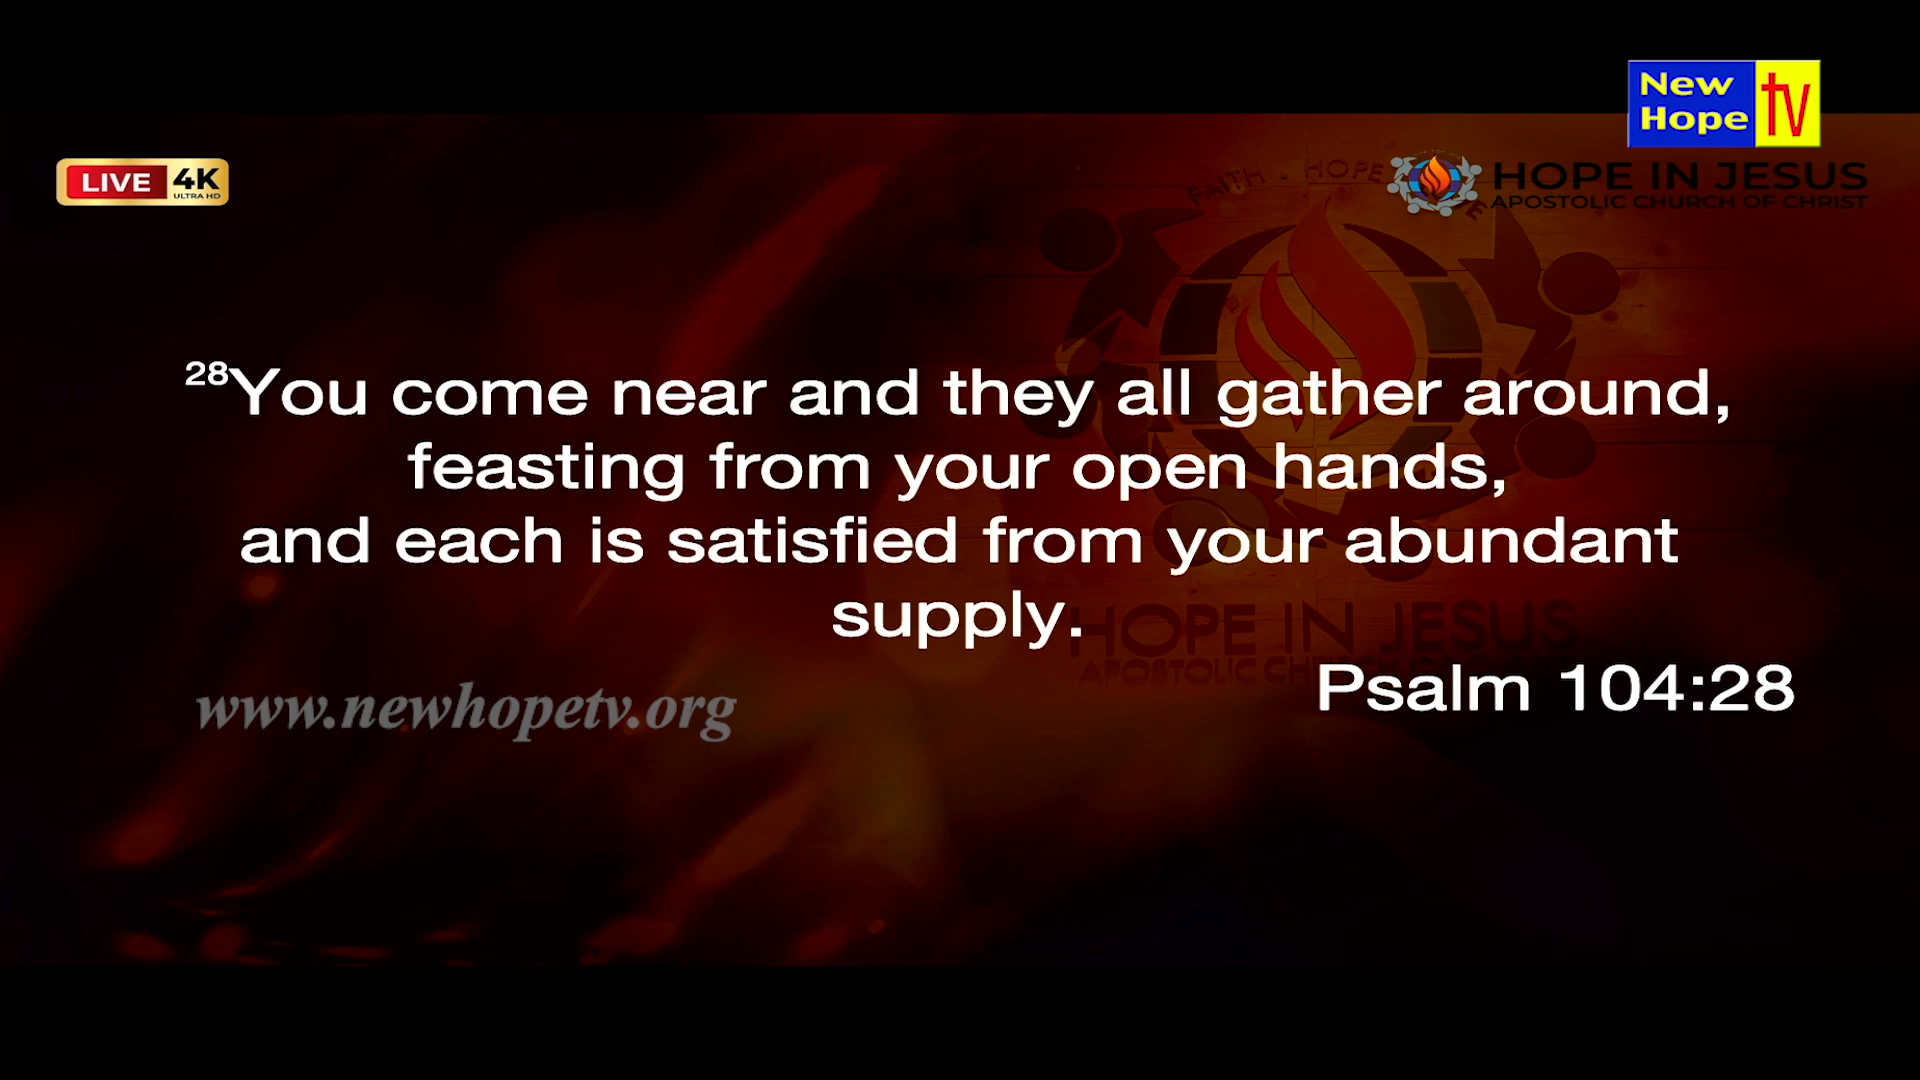 New
Hope
tv
LIVE 4K
ULTRA HD
FAITH . HOPE
HOPE IN JESUS
APOSTOLIC CHURCH OF CHRIST
28You come near and they all gather around,
feasting from your open hands,
and each is satisfied from your abundant
supply.
HOPE IN JESUS
Psalm 104:28
www.newhopetv.org